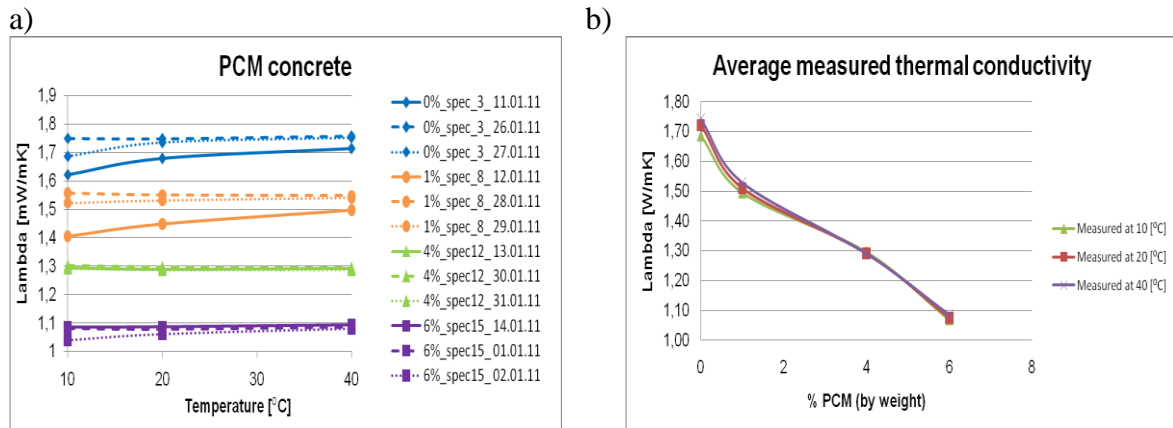 a)
PCM concrete
1,9
1,8
1,7
1,6
1,5
1,4
1,3
1,2
1,1
1
Lambda [mW/mK]
10
20
30
40
Temperature [°C]
0%_spec_3_11.01.11
0%_spec_3_26.01.11
0%_spec_3_27.01.11
1%_spec_8_12.01.11
1%_spec_8_28.01.11
1%_spec_8_29.01.11
4%_spec12_13.01.11
4%_spec12_30.01.11
4%_spec12_31.01.11
6%_spec15_14.01.11
6%_spec15_01.01.11
6%_spec15_02.01.11
b)
Average measured thermal conductivity
1,80
1,70
1,60
1,50
1,40
1,30
1,20
1,10
1,00
Lambda [W/mK]
0
2
4
6
8
% PCM (by weight)
Measured at 10 [°C]
Measured at 20 [°C]
Measured at 40 [°C]